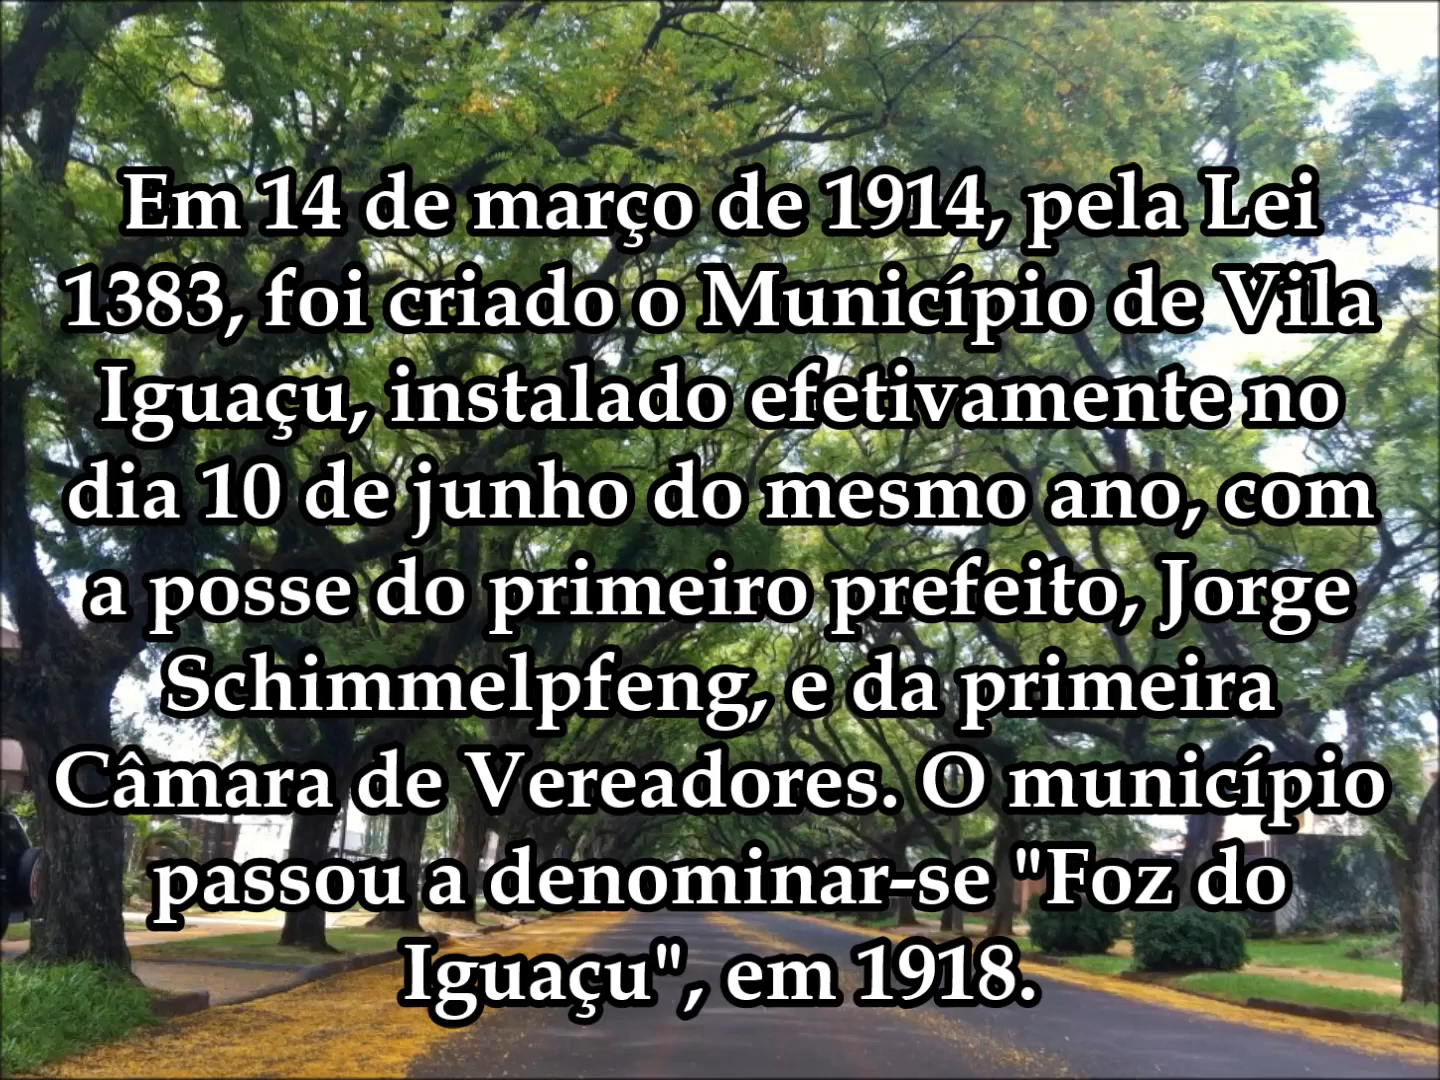 Em 14 de março de 1914, pela Lei
1383, foi criado o Município de Vila
Iguaçu, instalado efetivamente no
dia 10 de junho do mesmo ano, com
a posse do primeiro prefeito, Jorge
Schimmelpfeng, e da primeira
Câmara de Vereadores. O município
passou a denominar-se "Foz do
Iguaçu", em 1918.